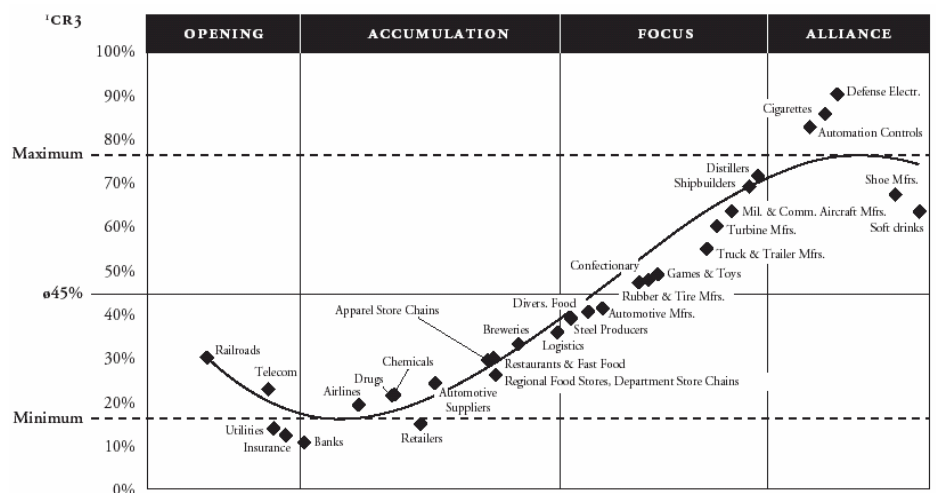 ¹CR3
OPENING
ACCUMULATION
FOCUS
ALLIANCE
100%
90%
Defense Electr.
Cigarettes
Automation Controls
80%
Maximum
Distillers
70%
Shipbuilders
Shoe Mfrs.
Mil. & Comm. Aircraft Mfrs.
60%
Turbine Mfrs.
Soft drinks
Truck & Trailer Mfrs.
50%
Confectionary
Games & Toys
ø45%
Rubber & Tire Mfrs.
40%
Apparel Store Chains
Divers. Food
Automotive Mfrs.
Breweries
Steel Producers
Logistics
30%
Railroads
Chemicals
Restaurants & Fast Food
Telecom
Drugs
Regional Food Stores, Department Store Chains
20%
Airlines
Automotive
Suppliers
Minimum
Utilities
Retailers
10%
Insurance
Banks
0%